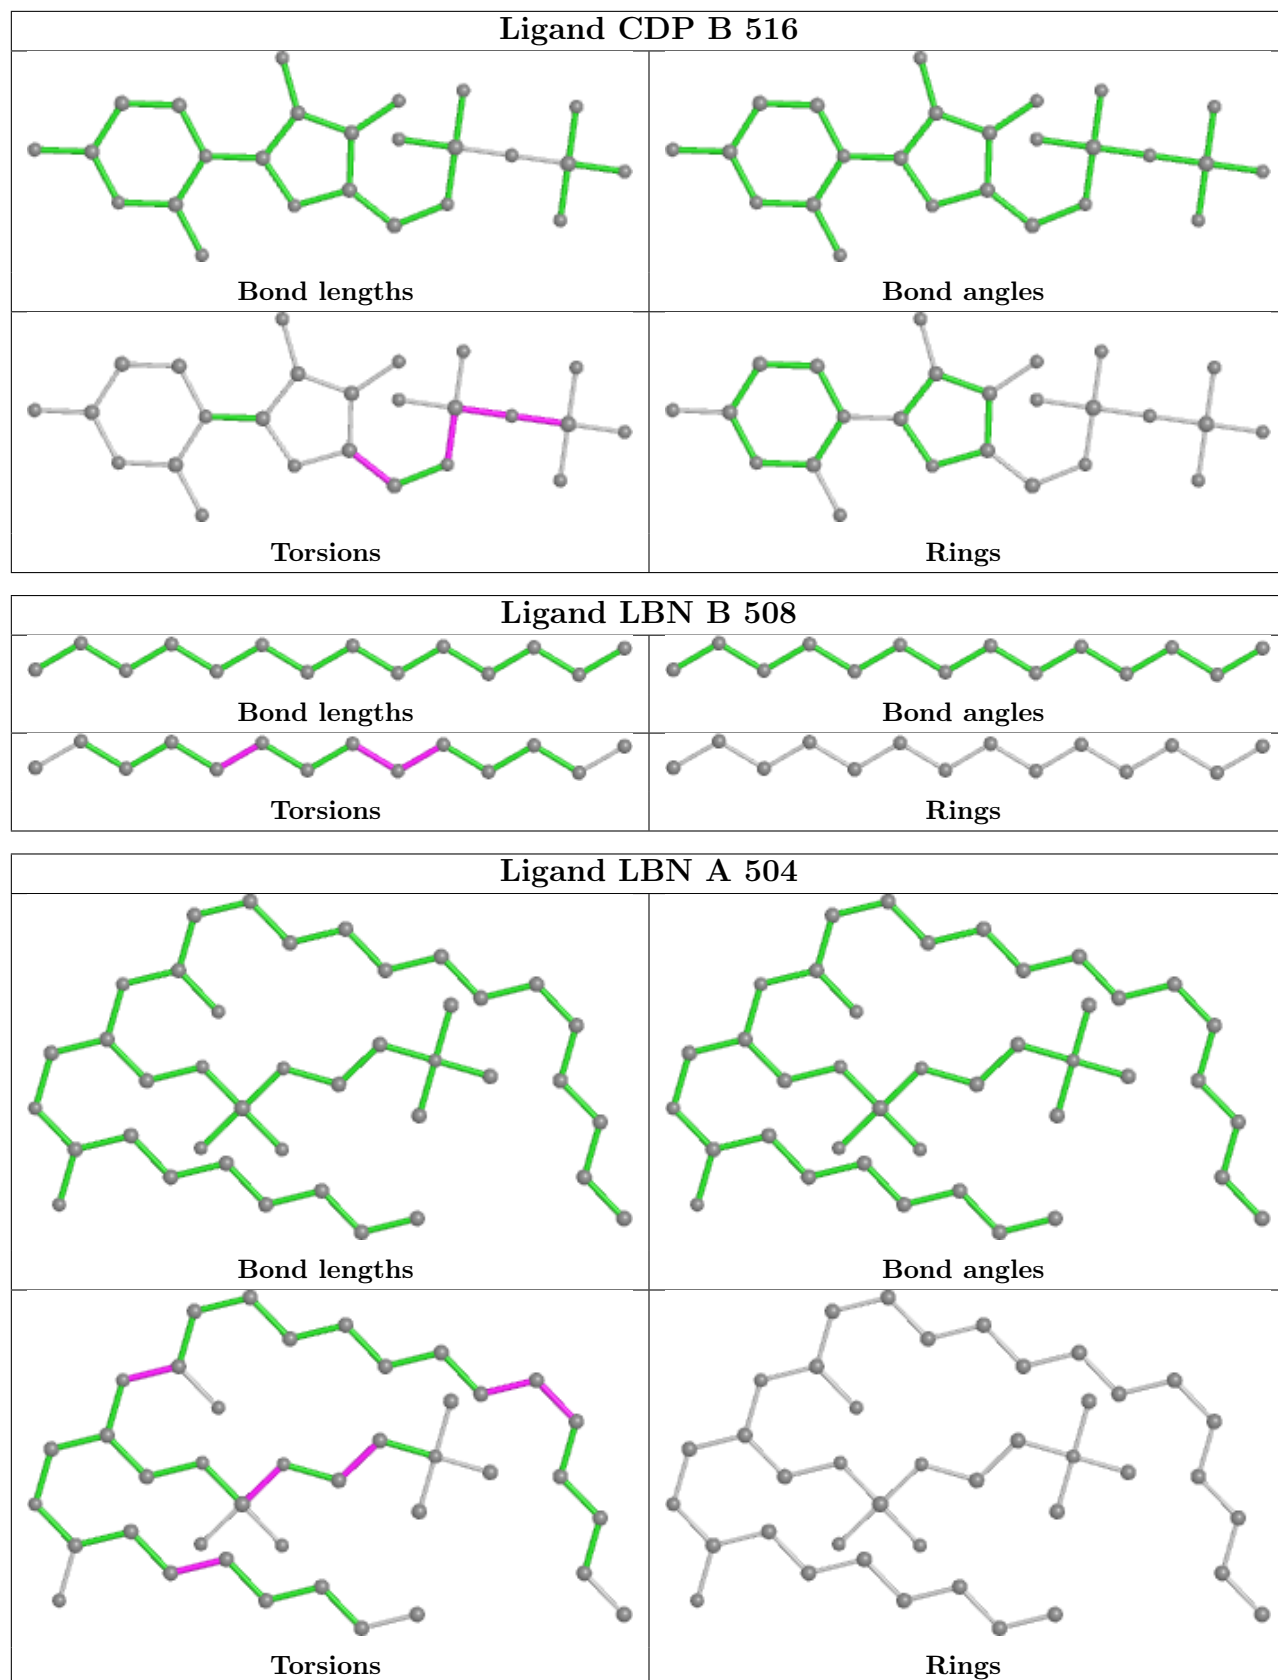 Ligand CDP B 516
Bond lengths
Bond angles
Torsions
Rings
Ligand LBN B 508
Bond lengths
Bond angles
Torsions
Rings
Ligand LBN A 504
Bond lengths
Bond angles
Torsions
Rings